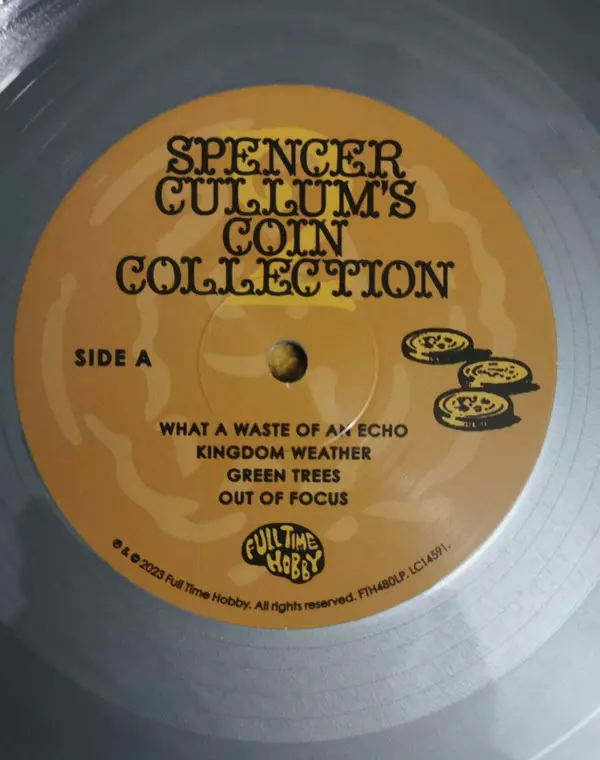 SPENCER
CULLUM'S
COIN
COLLECTION
2
SIDE A
WHAT A WASTE OF AN ECHO
KINGDOM WEATHER
GREEN TREES
OUT OF FOCUS
FULL TIME
HOBBY
℗ & © 2023 Full Time Hobby. All rights reserved. FTH480LP. LC14591.